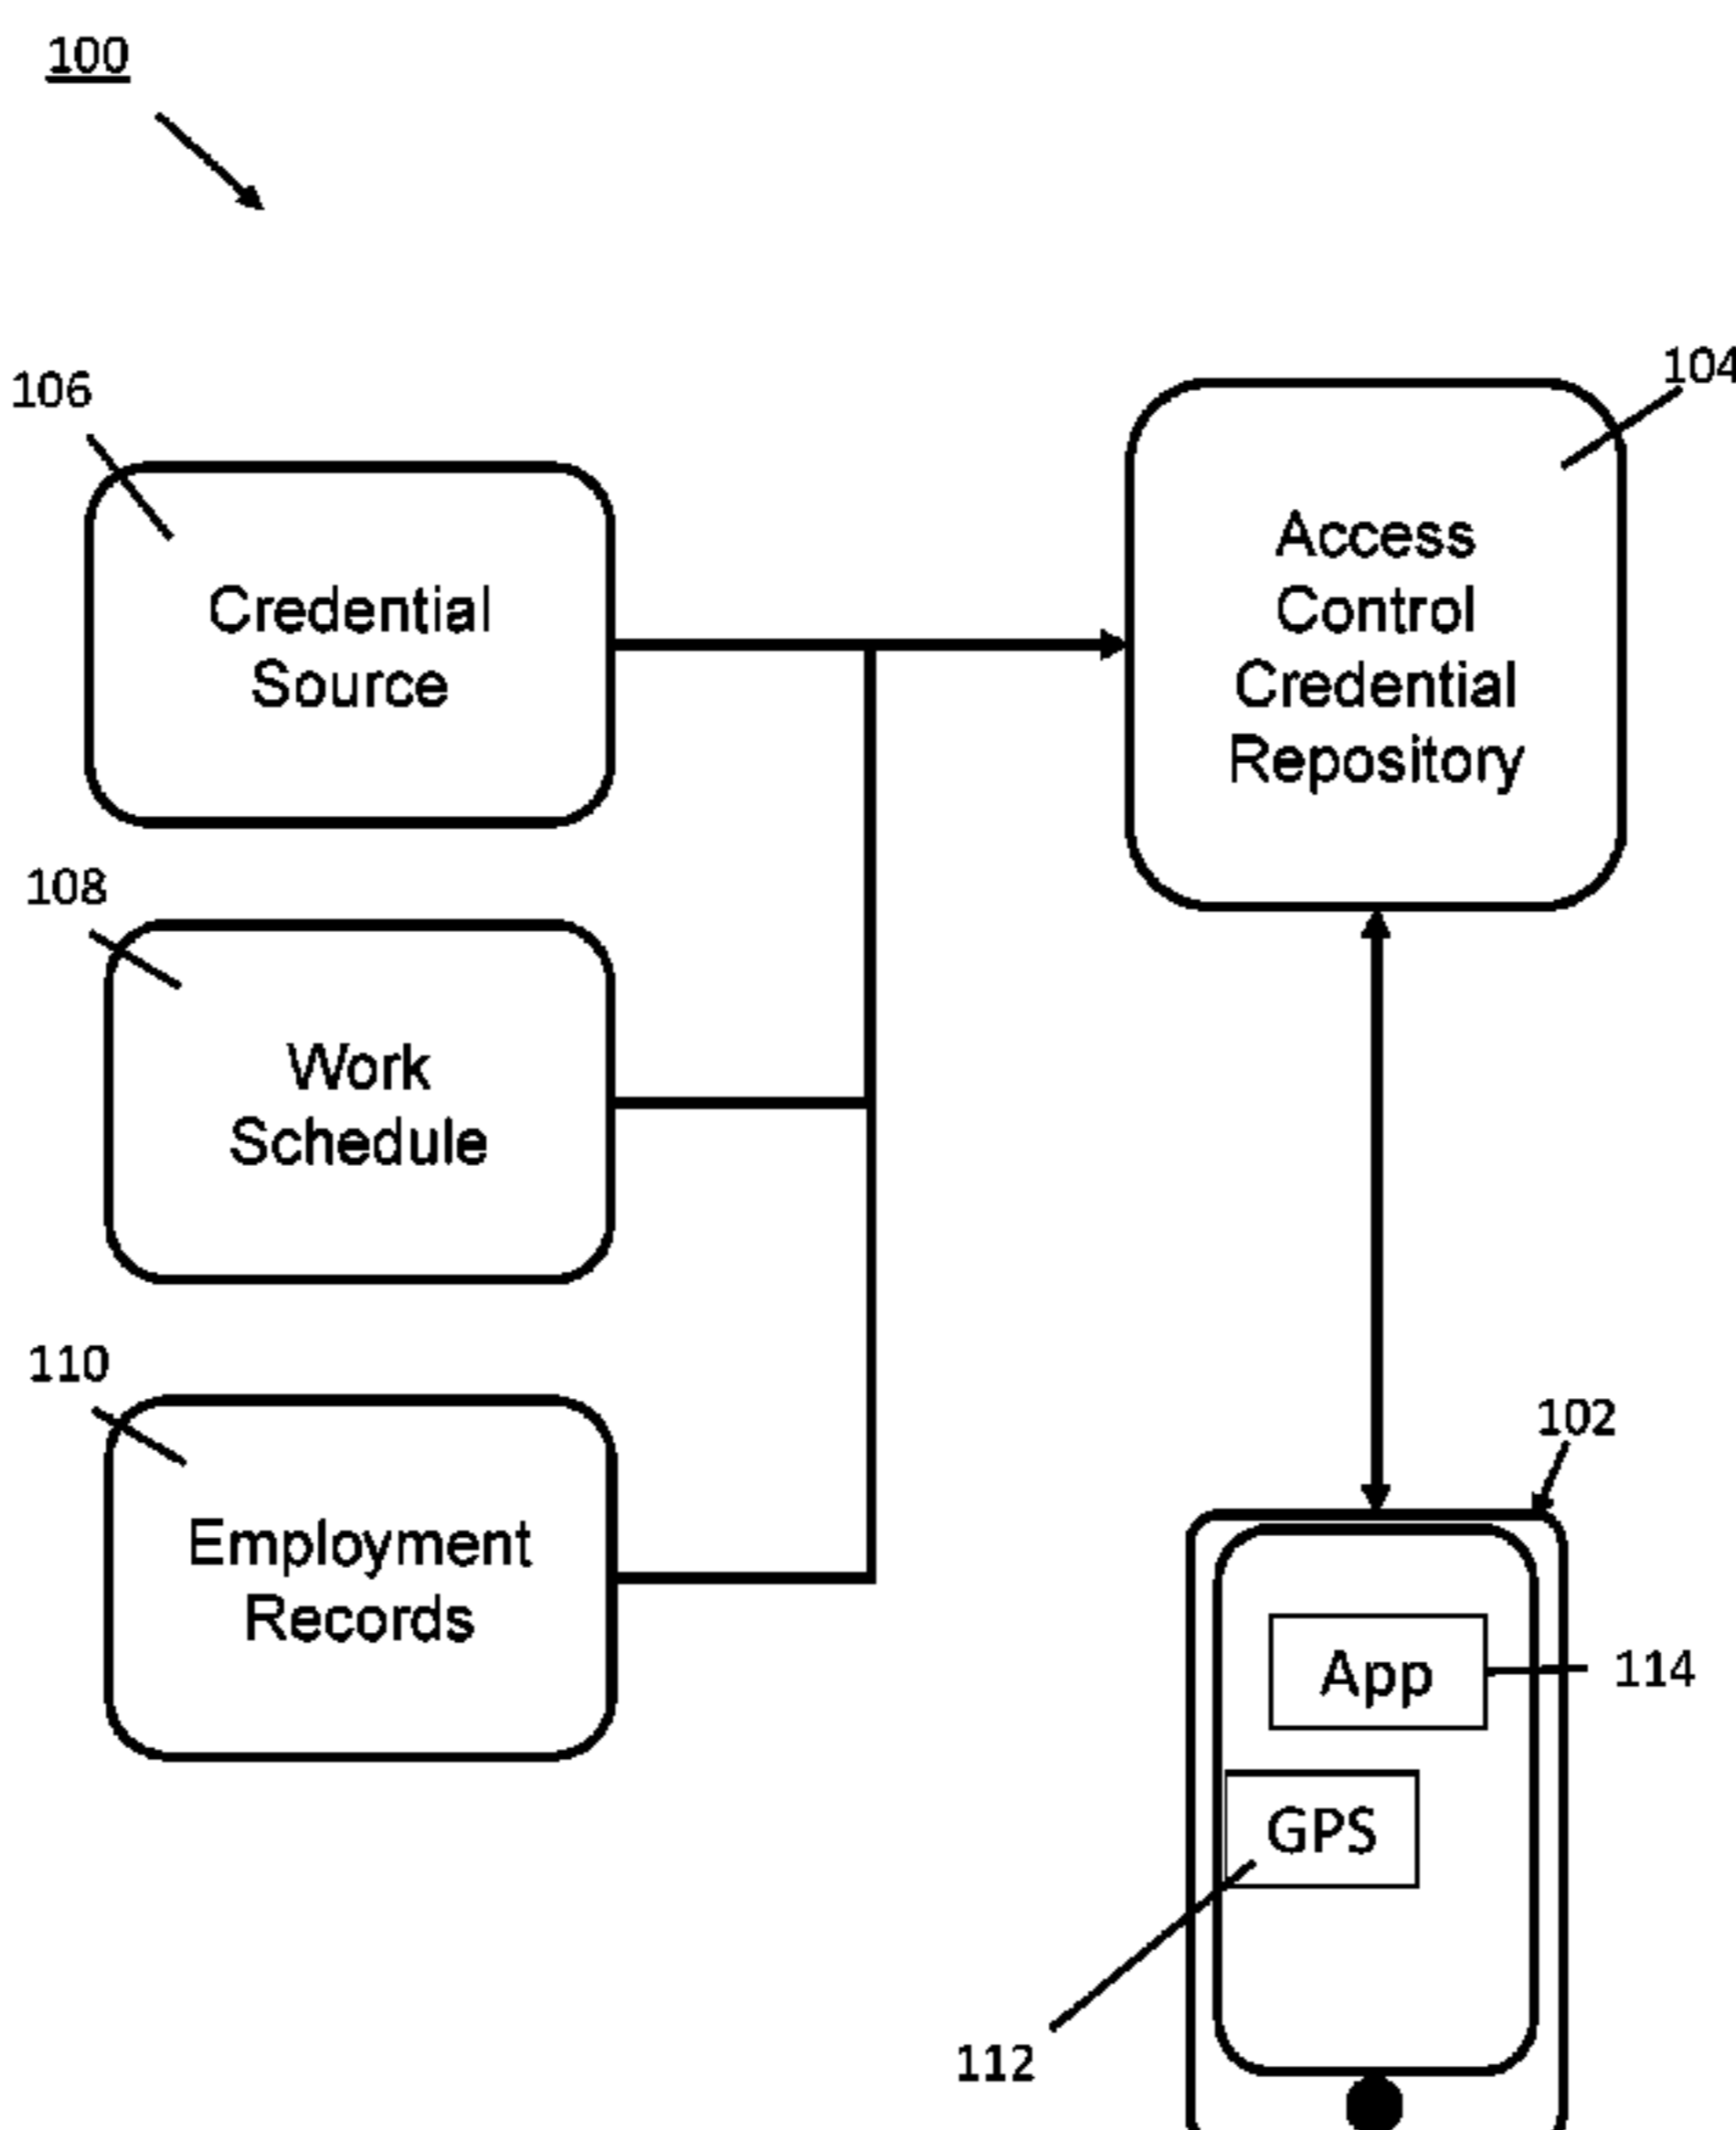 100
106
104
Credential
Source
Access
Control
Credential
Repository
108
Work
Schedule
110
Employment
Records
102
App
114
GPS
112